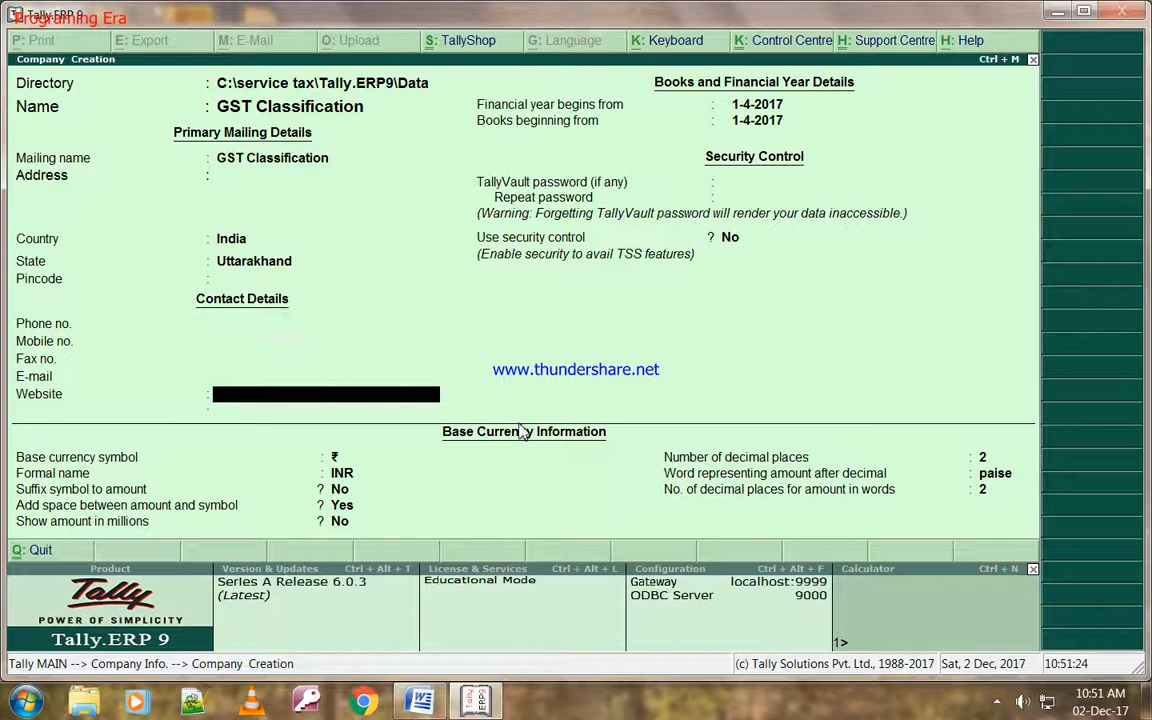 Tally.ERP 9
Programing Era
P: Print E: Export M: E-Mail O: Upload S: TallyShop G: Language K: Keyboard K: Control Centre H: Support Centre H: Help
Company Creation Ctrl + M
Directory : C:\service tax\Tally.ERP9\Data
Name : GST Classification
Primary Mailing Details
Mailing name : GST Classification
Address :
Country : India
State : Uttarakhand
Pincode :
Contact Details
Phone no.
Mobile no.
Fax no.
E-mail
Website :
:
Books and Financial Year Details
Financial year begins from : 1-4-2017
Books beginning from : 1-4-2017
Security Control
TallyVault password (if any) :
Repeat password :
(Warning: Forgetting TallyVault password will render your data inaccessible.)
Use security control ? No
(Enable security to avail TSS features)
www.thundershare.net
Base Currency Information
Base currency symbol : ₹
Formal name : INR
Suffix symbol to amount ? No
Add space between amount and symbol ? Yes
Show amount in millions ? No
Number of decimal places : 2
Word representing amount after decimal : paise
No. of decimal places for amount in words : 2
Q: Quit
Product
Tally
POWER OF SIMPLICITY
Tally.ERP 9
Version & Updates Ctrl + Alt + T
Series A Release 6.0.3
(Latest)
License & Services Ctrl + Alt + L
Educational Mode
Configuration Ctrl + Alt + F
Gateway localhost:9999
ODBC Server 9000
Calculator Ctrl + N
1>
Tally MAIN --> Company Info. --> Company Creation (c) Tally Solutions Pvt. Ltd., 1988-2017 Sat, 2 Dec, 2017 10:51:24
Tally ERP9
10:51 AM
02-Dec-17